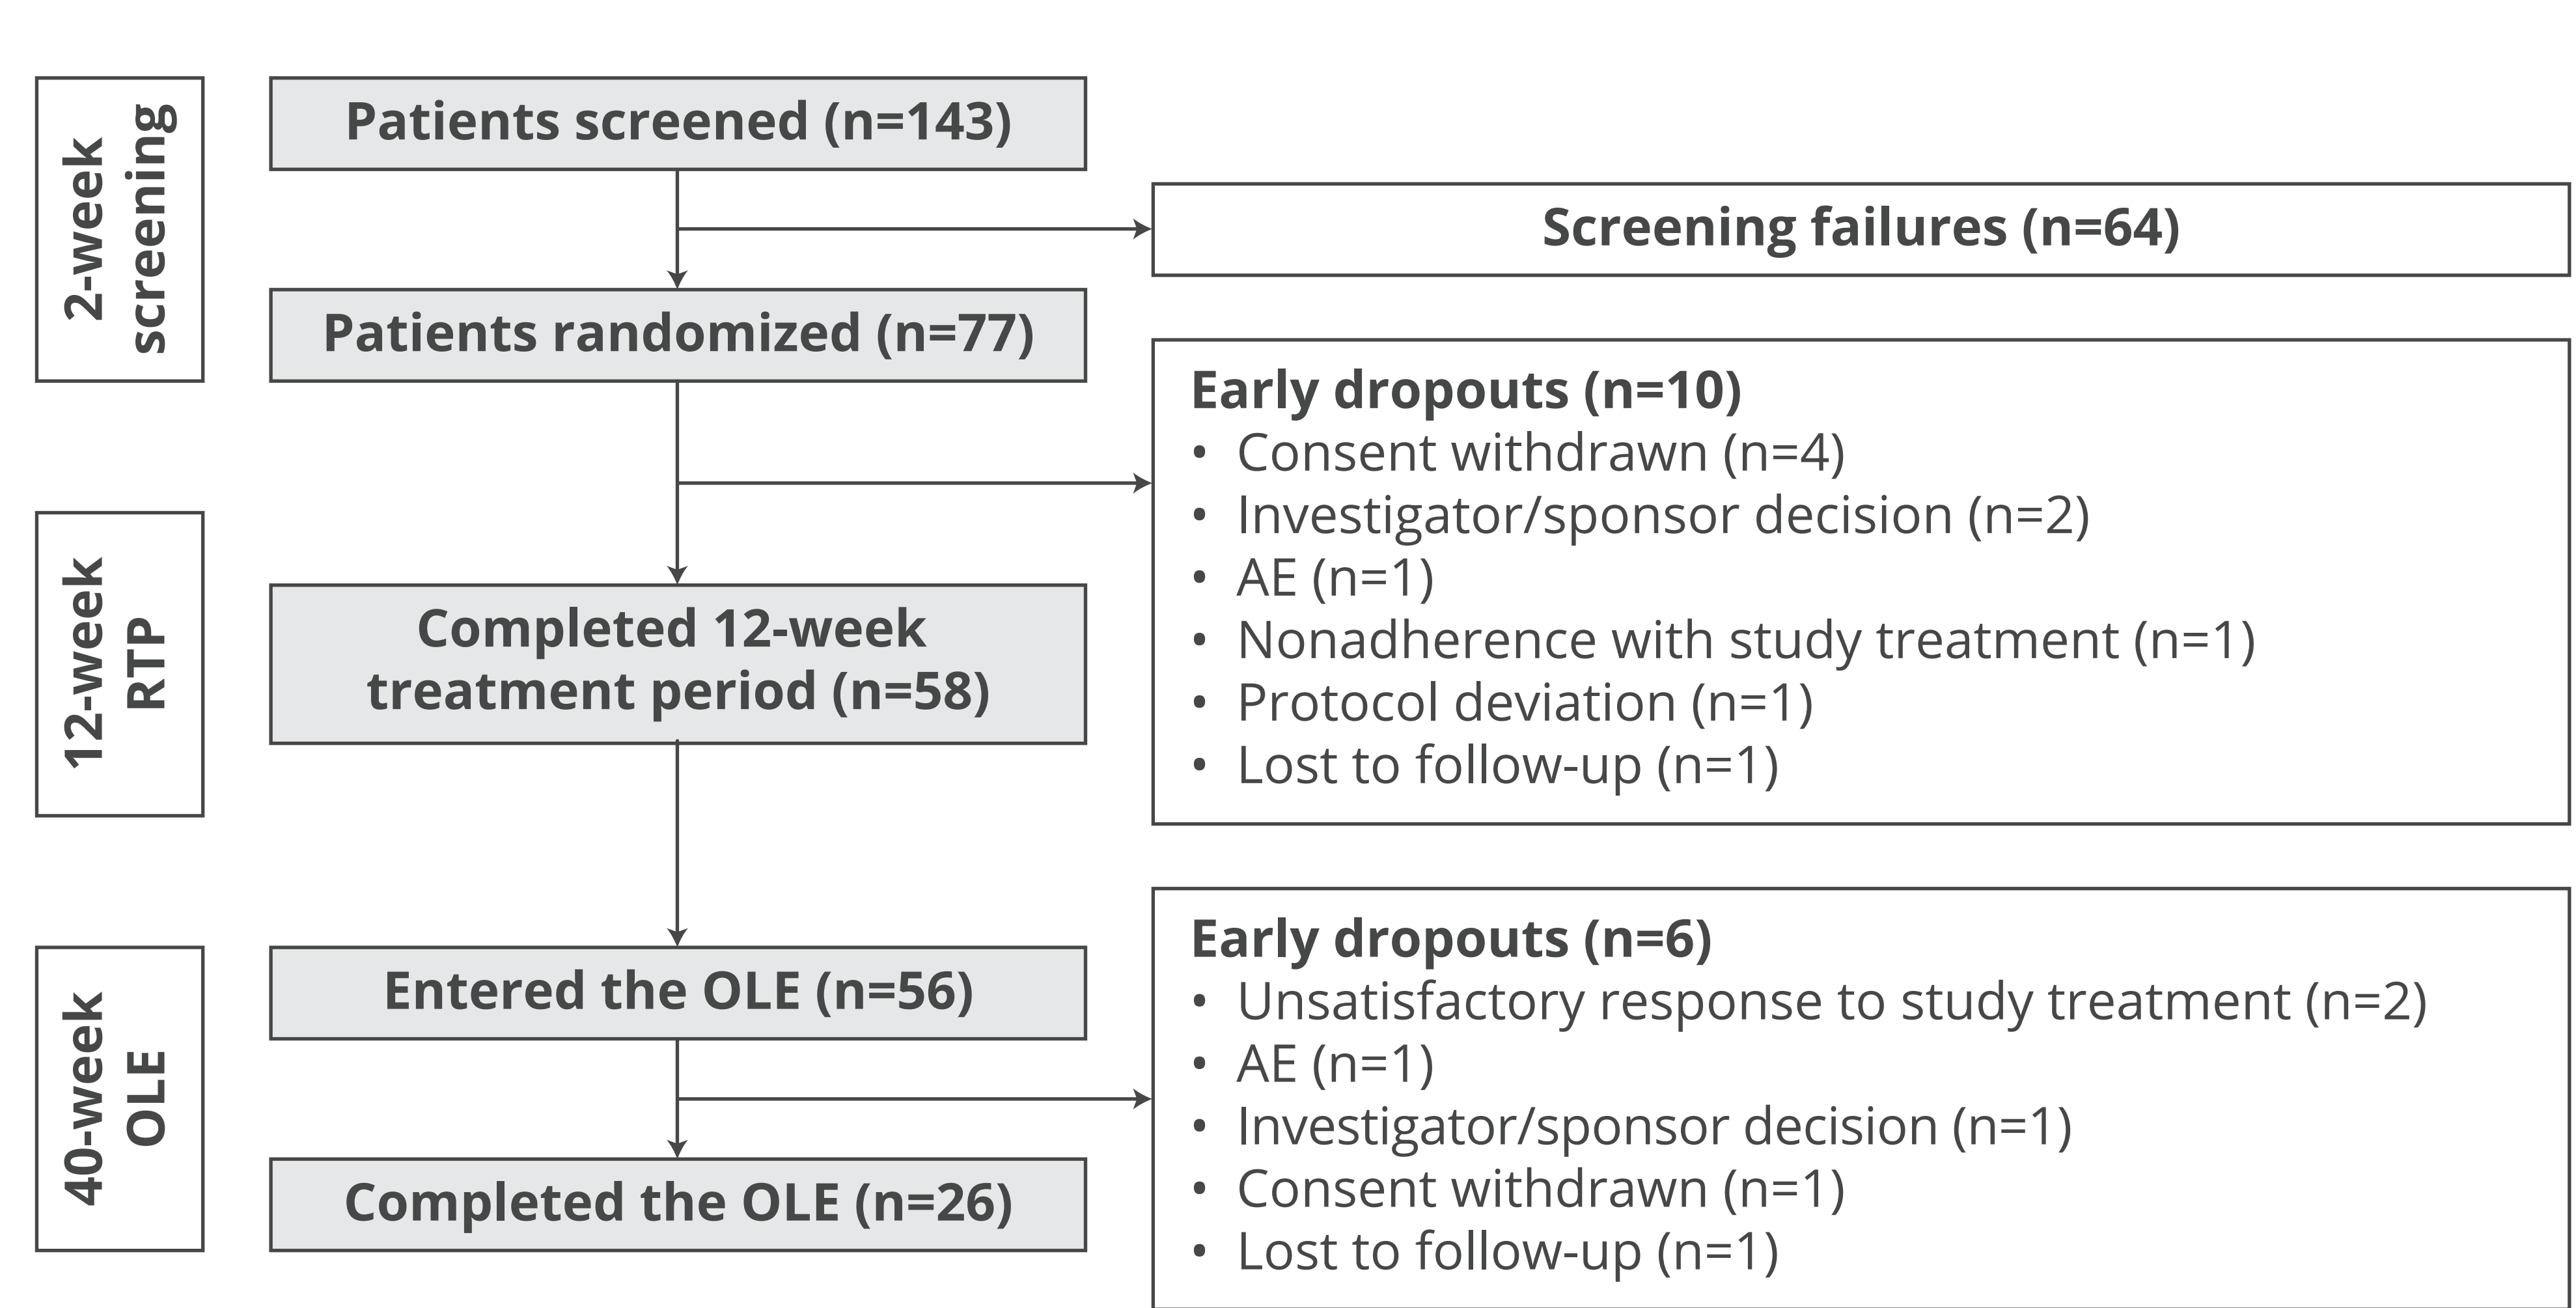 2-week
screening
Patients screened (n=143)
Screening failures (n=64)
Patients randomized (n=77)
Early dropouts (n=10)
• Consent withdrawn (n=4)
• Investigator/sponsor decision (n=2)
• AE (n=1)
• Nonadherence with study treatment (n=1)
• Protocol deviation (n=1)
• Lost to follow-up (n=1)
12-week
RTP
Completed 12-week
treatment period (n=58)
40-week
OLE
Entered the OLE (n=56)
Early dropouts (n=6)
• Unsatisfactory response to study treatment (n=2)
• AE (n=1)
• Investigator/sponsor decision (n=1)
• Consent withdrawn (n=1)
• Lost to follow-up (n=1)
Completed the OLE (n=26)